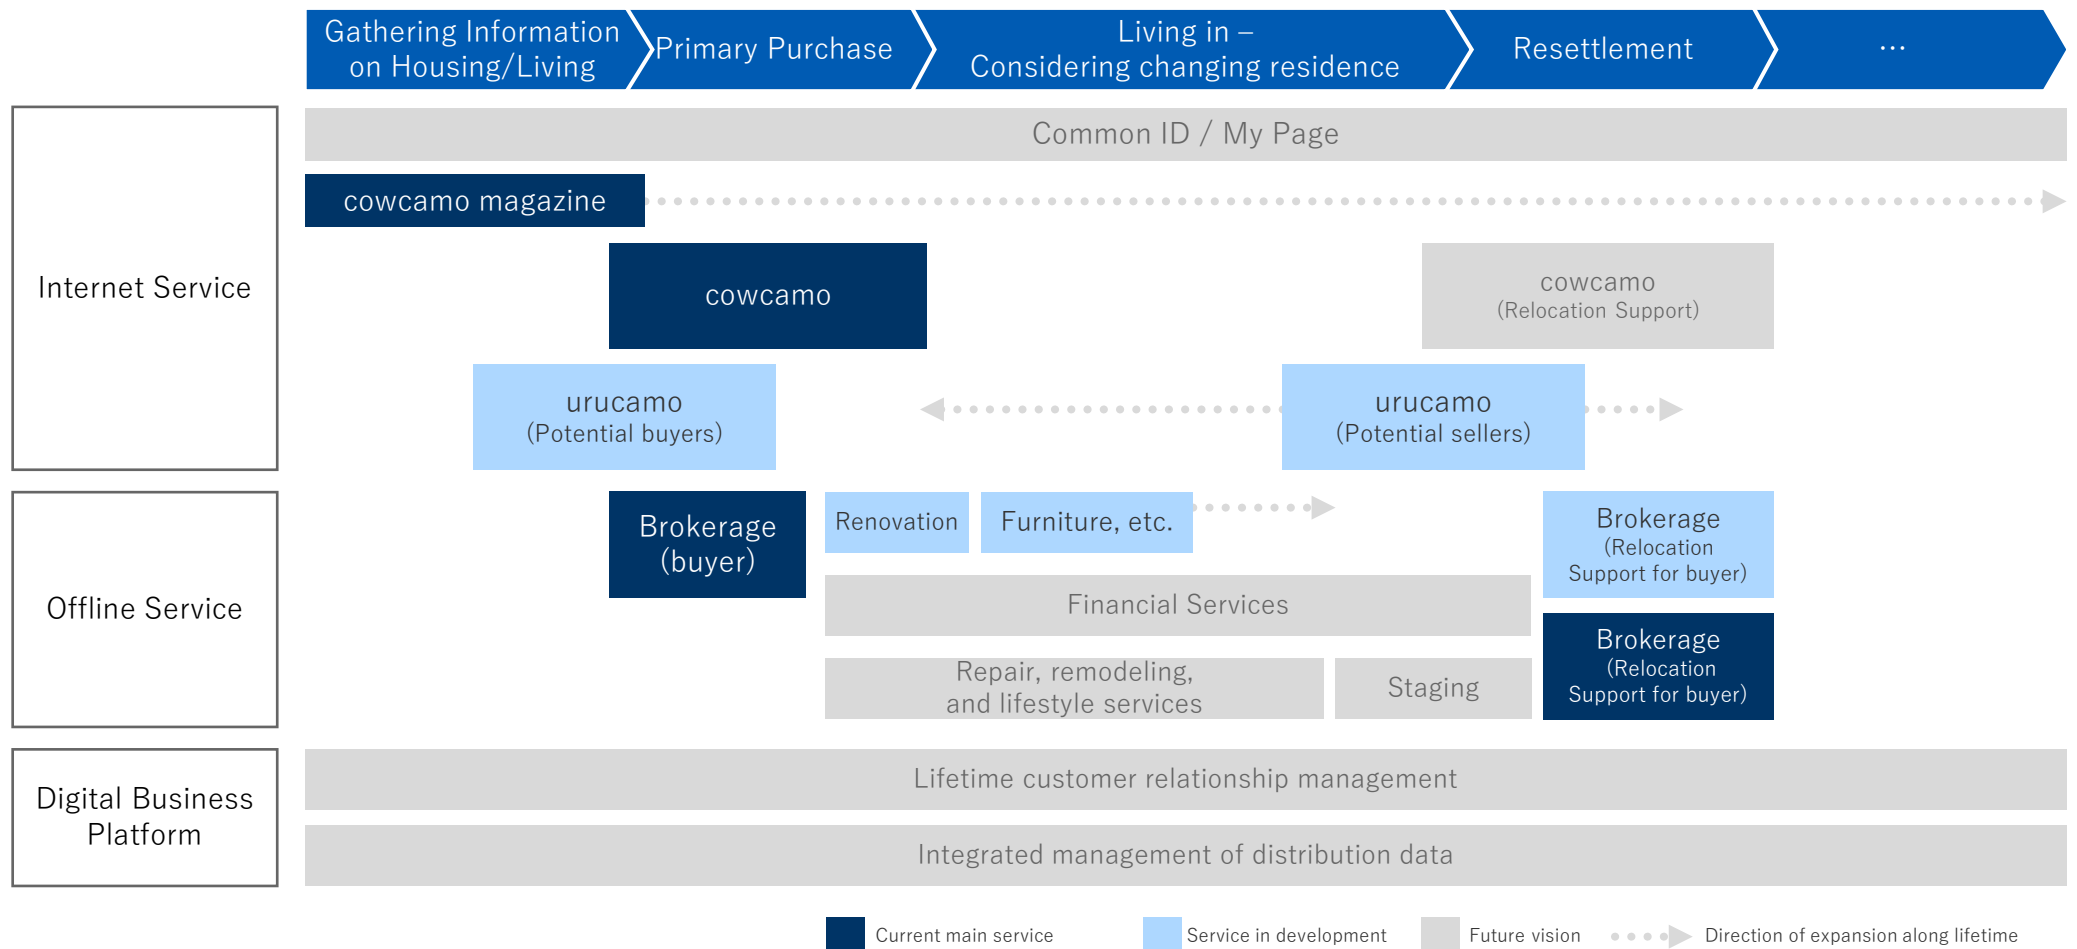 Gathering Information
on Housing/Living
Primary Purchase
Living in –
Considering changing residence
Resettlement
…
Internet Service
Common ID / My Page
cowcamo magazine
cowcamo
cowcamo
(Relocation Support)
urucamo
(Potential buyers)
urucamo
(Potential sellers)
Offline Service
Brokerage
(buyer)
Renovation
Furniture, etc.
Brokerage
(Relocation
Support for buyer)
Financial Services
Brokerage
(Relocation
Support for buyer)
Repair, remodeling,
and lifestyle services
Staging
Digital Business
Platform
Lifetime customer relationship management
Integrated management of distribution data
Current main service
Service in development
Future vision
Direction of expansion along lifetime